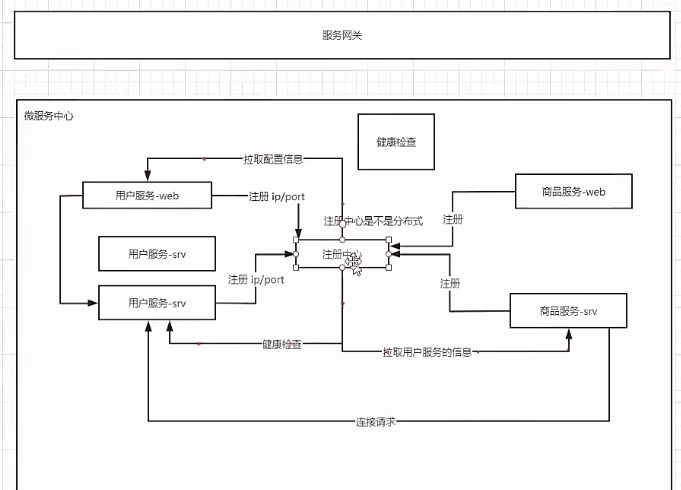 服务网关
微服务中心
健康检查
拉取配置信息
用户服务-web
注册 ip/port
商品服务-web
注册中心是不是分布式
注册
用户服务-srv
注册中心
注册 ip/port
注册
用户服务-srv
商品服务-srv
健康检查
拉取用户服务的信息
连接请求